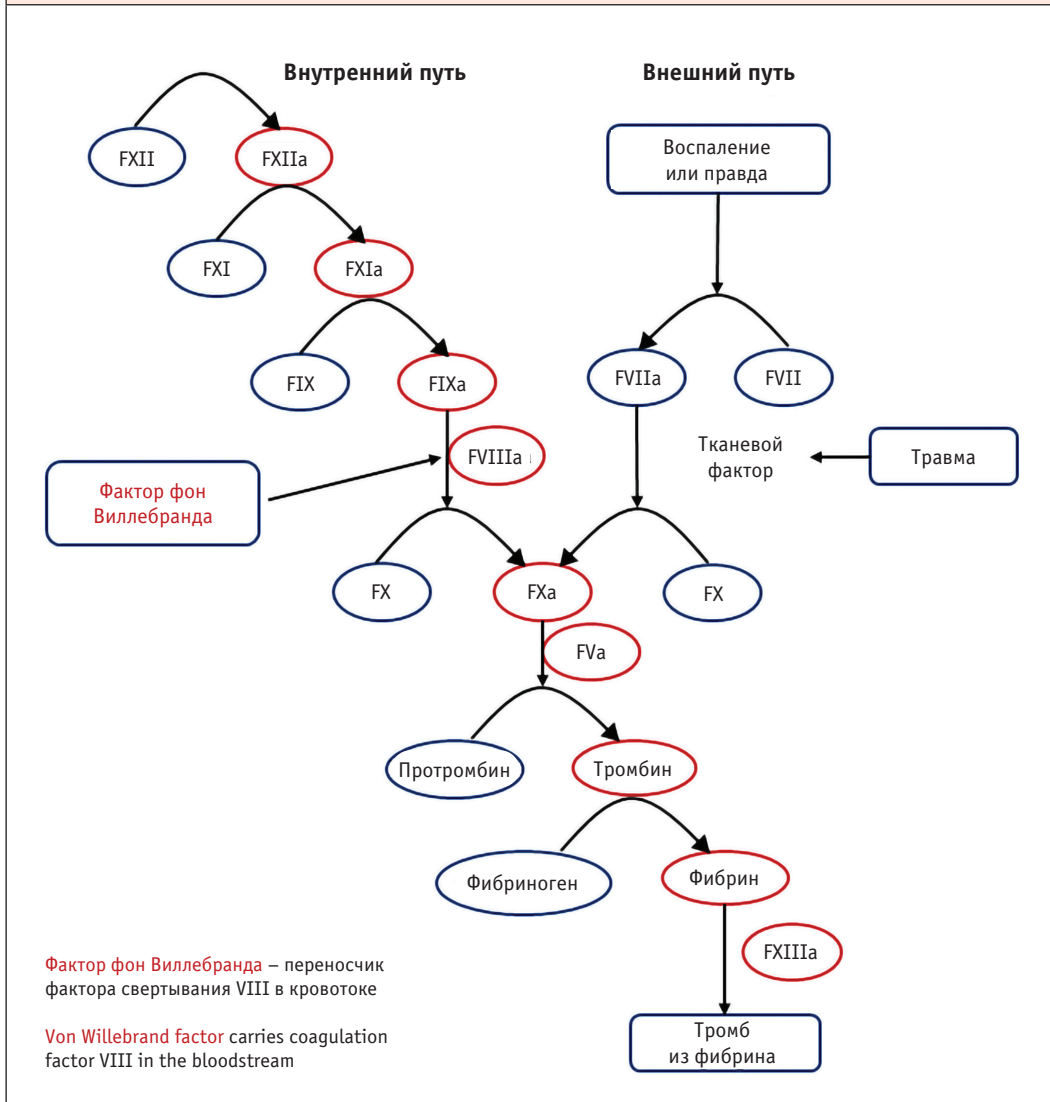 Внутренний путь
Внешний путь
FXII
FXIIa
Воспаление
или правда
FXI
FXIa
FIX
FIXa
FVIIa
FVII
FVIIIa
Тканевой
фактор
Травма
Фактор фон
Виллебранда
FX
FXa
FX
FVa
Протромбин
Тромбин
Фибриноген
Фибрин
FXIIIa
Фактор фон Виллебранда – переносчик
фактора свертывания VIII в кровотоке
Von Willebrand factor carries coagulation
factor VIII in the bloodstream
Тромб
из фибрина